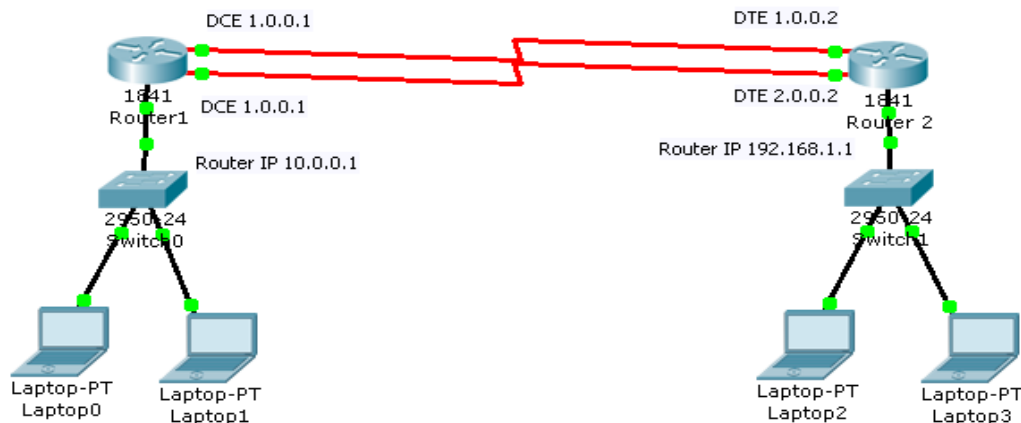 DCE 1.0.0.1
DTE 1.0.0.2
1841
Router1
DCE 1.0.0.1
DTE 2.0.0.2
1841
Router 2
Router IP 10.0.0.1
Router IP 192.168.1.1
2950-24
Switch0
2950-24
Switch1
Laptop-PT
Laptop0
Laptop-PT
Laptop1
Laptop-PT
Laptop2
Laptop-PT
Laptop3